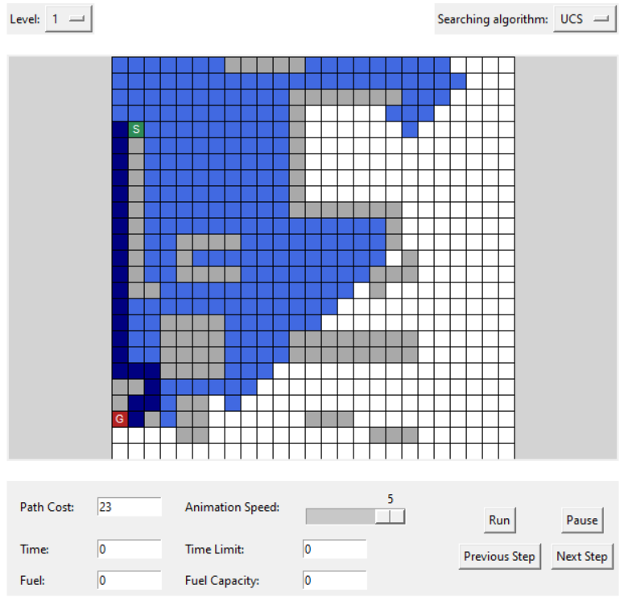 Level: 1 Searching algorithm: UCS
S
G
5
Path Cost: 23 Animation Speed:
Run Pause
Time: 0 Time Limit: 0
Previous Step Next Step
Fuel: 0 Fuel Capacity: 0